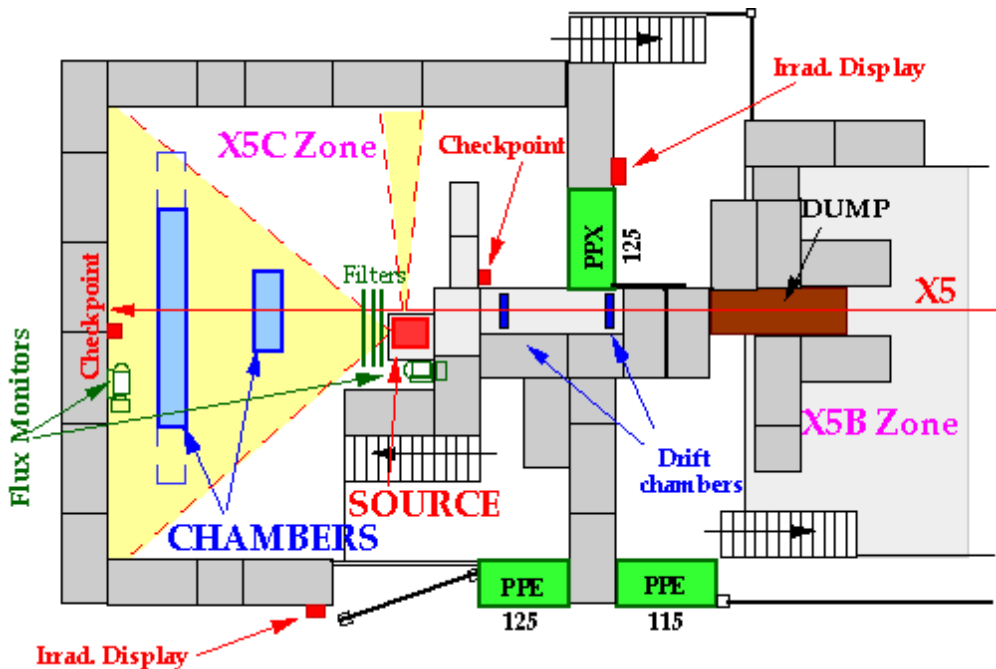 Irrad. Display
X5C Zone
Checkpoint
PPX
125
DUMP
Filters
X5
Checkpoint
Flux Monitors
X5B Zone
Drift
chambers
SOURCE
CHAMBERS
PPE
PPE
125
115
Irrad. Display